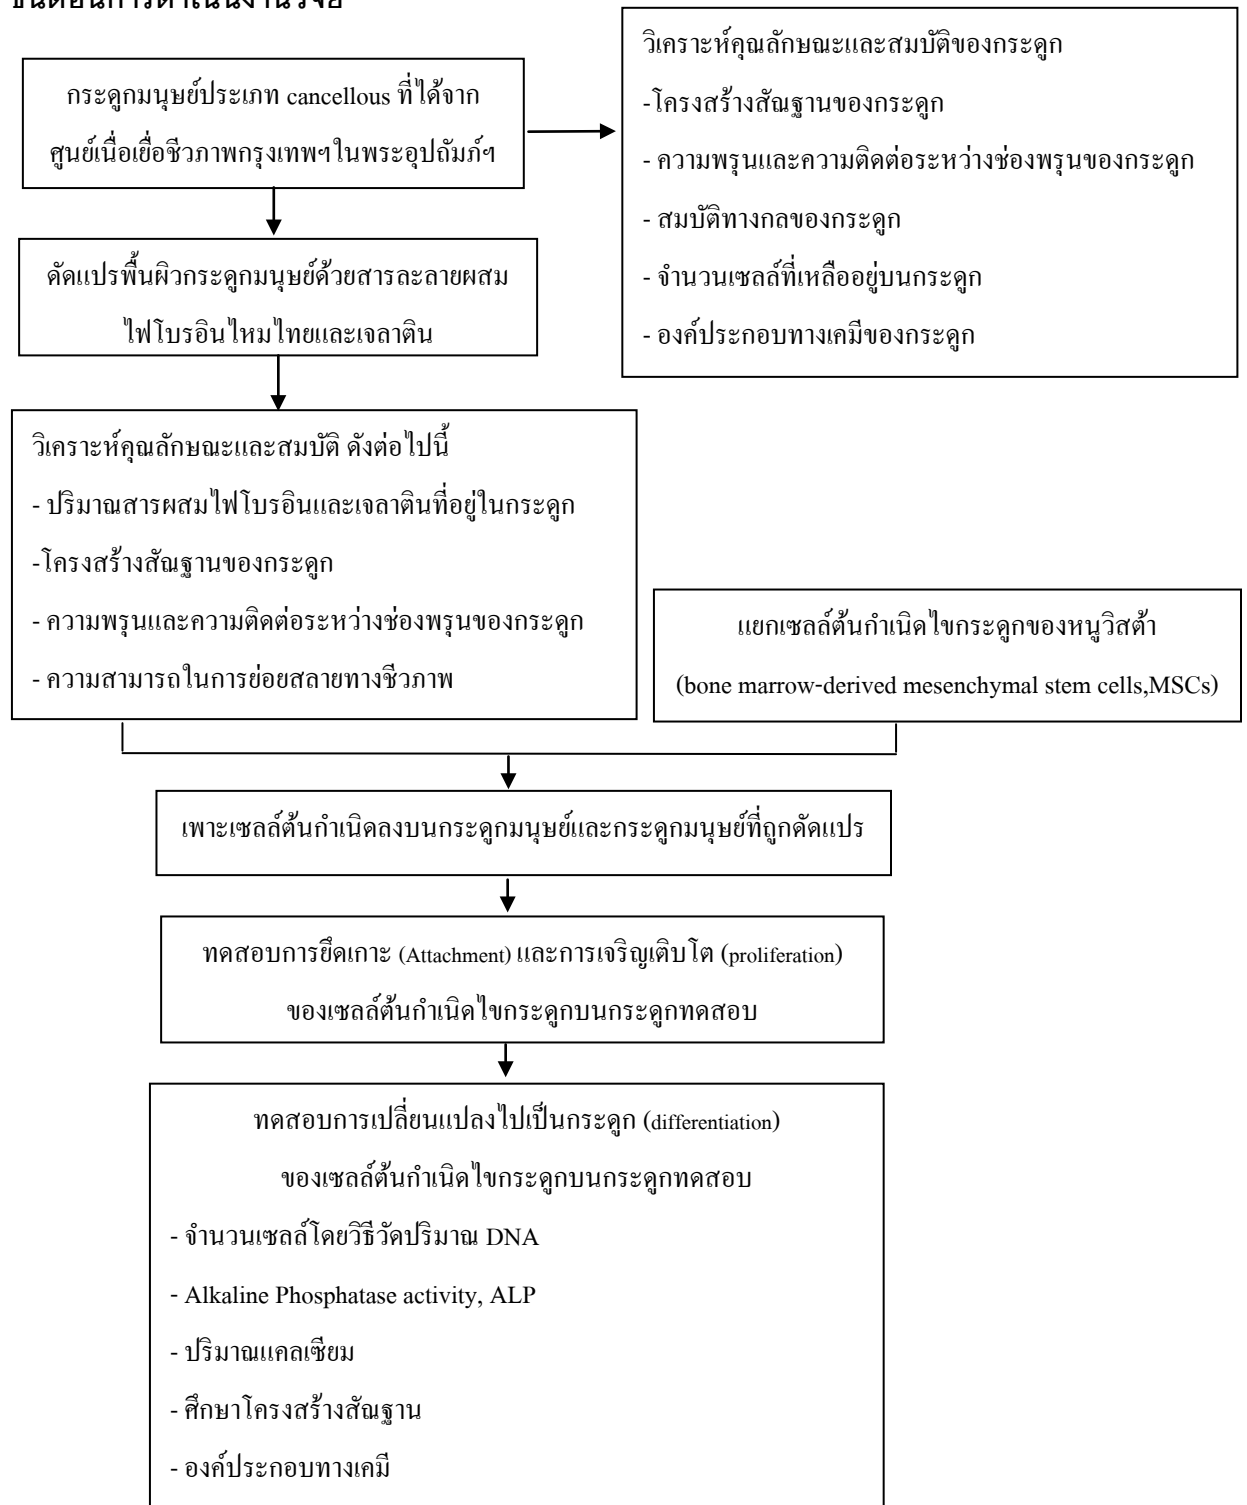 ขั้นตอนการดำเนินงานวิจัย
กระดูกมนุษย์ประเภท cancellous ที่ได้จาก
ศูนย์เนื้อเยื่อชีวภาพกรุงเทพฯในพระอุปถัมภ์ฯ
วิเคราะห์คุณลักษณะและสมบัติของกระดูก
-โครงสร้างสัณฐานของกระดูก
- ความพรุนและความติดต่อระหว่างช่องพรุนของกระดูก
- สมบัติทางกลของกระดูก
- จำนวนเซลล์ที่เหลืออยู่บนกระดูก
- องค์ประกอบทางเคมีของกระดูก
ดัดแปรพื้นผิวกระดูกมนุษย์ด้วยสารละลายผสม
ไฟโบรอินไหมไทยและเจลาติน
วิเคราะห์คุณลักษณะและสมบัติ ดังต่อไปนี้
- ปริมาณสารผสมไฟโบรอินและเจลาตินที่อยู่ในกระดูก
-โครงสร้างสัณฐานของกระดูก
- ความพรุนและความติดต่อระหว่างช่องพรุนของกระดูก
- ความสามารถในการย่อยสลายทางชีวภาพ
แยกเซลล์ต้นกำเนิดไขกระดูกของหนูวิสต้า
(bone marrow-derived mesenchymal stem cells,MSCs)
เพาะเซลล์ต้นกำเนิดลงบนกระดูกมนุษย์และกระดูกมนุษย์ที่ถูกดัดแปร
ทดสอบการยึดเกาะ (Attachment) และการเจริญเติบโต (proliferation)
ของเซลล์ต้นกำเนิดไขกระดูกบนกระดูกทดสอบ
ทดสอบการเปลี่ยนแปลงไปเป็นกระดูก (differentiation)
ของเซลล์ต้นกำเนิดไขกระดูกบนกระดูกทดสอบ
- จำนวนเซลล์โดยวิธีวัดปริมาณ DNA
- Alkaline Phosphatase activity, ALP
- ปริมาณแคลเซียม
- ศึกษาโครงสร้างสัณฐาน
- องค์ประกอบทางเคมี